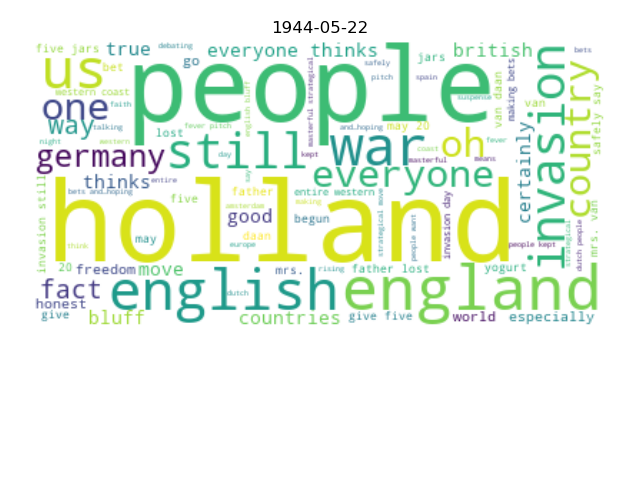 1944-05-22
five jars
true
debating
everyone thinks
british
bets
us
bet
go
safely
jars
people
invasion
western coast
faith
pitch
spain
van daan
making bets
one
masterful strategical
english bluff
suspense
van
country
safely say
way
talking
lost
fever pitch
and..hoping
may 20
night
western
war
oh
fever
certainly
germany
still
kept
coast
masterful
means
day
everyone
thinks
entire
say
father
entire western
invasion still
bets and..hoping
five
making
strategical move
people want
invasion day
mrs. van
holland
good
amsterdam
begun
daan
strategical
dutch people
may
think
europe
people kept
20
freedom
move
mrs.
rising
father lost
yogurt
fact
english
dutch
england
honest
give
bluff
countries
give five
world
especially